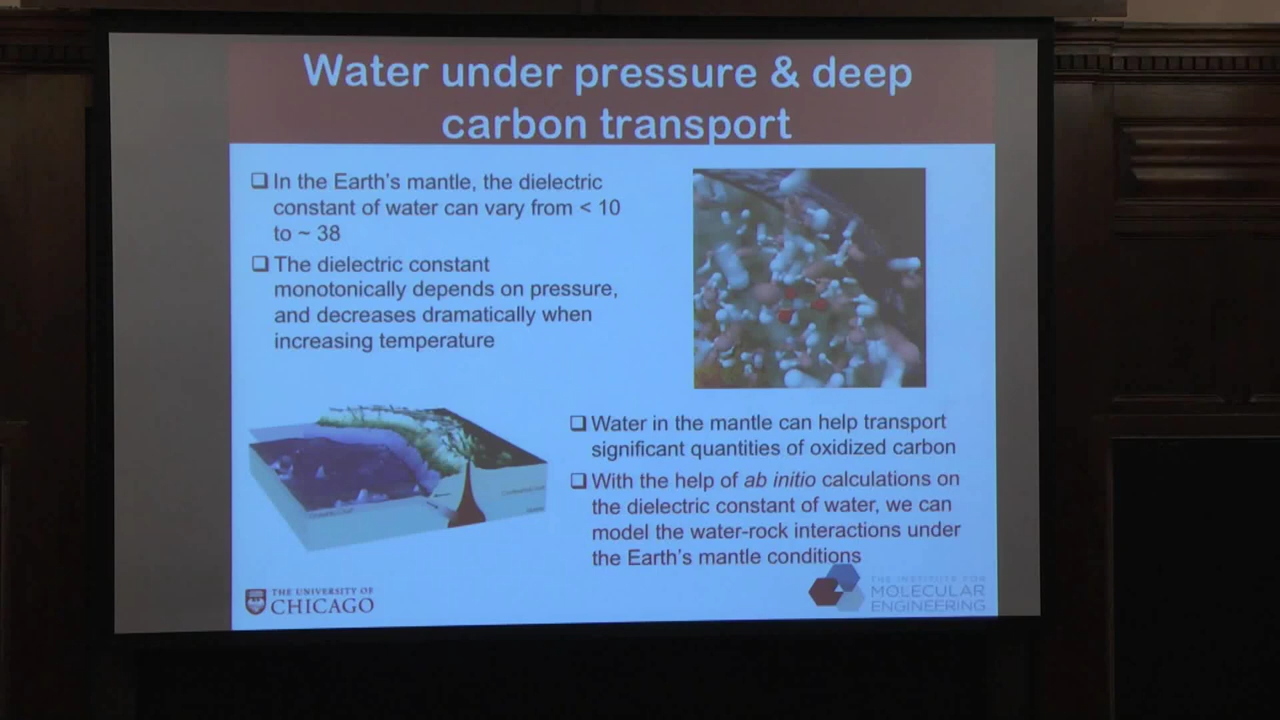 Water under pressure & deep
carbon transport
❑ In the Earth's mantle, the dielectric
constant of water can vary from < 10
to ~ 38
❑ The dielectric constant
monotonically depends on pressure,
and decreases dramatically when
increasing temperature
❑ Water in the mantle can help transport
significant quantities of oxidized carbon
❑ With the help of ab initio calculations on
the dielectric constant of water, we can
model the water-rock interactions under
the Earth's mantle conditions
THE UNIVERSITY OF
CHICAGO
THE INSTITUTE FOR
MOLECULAR
ENGINEERING